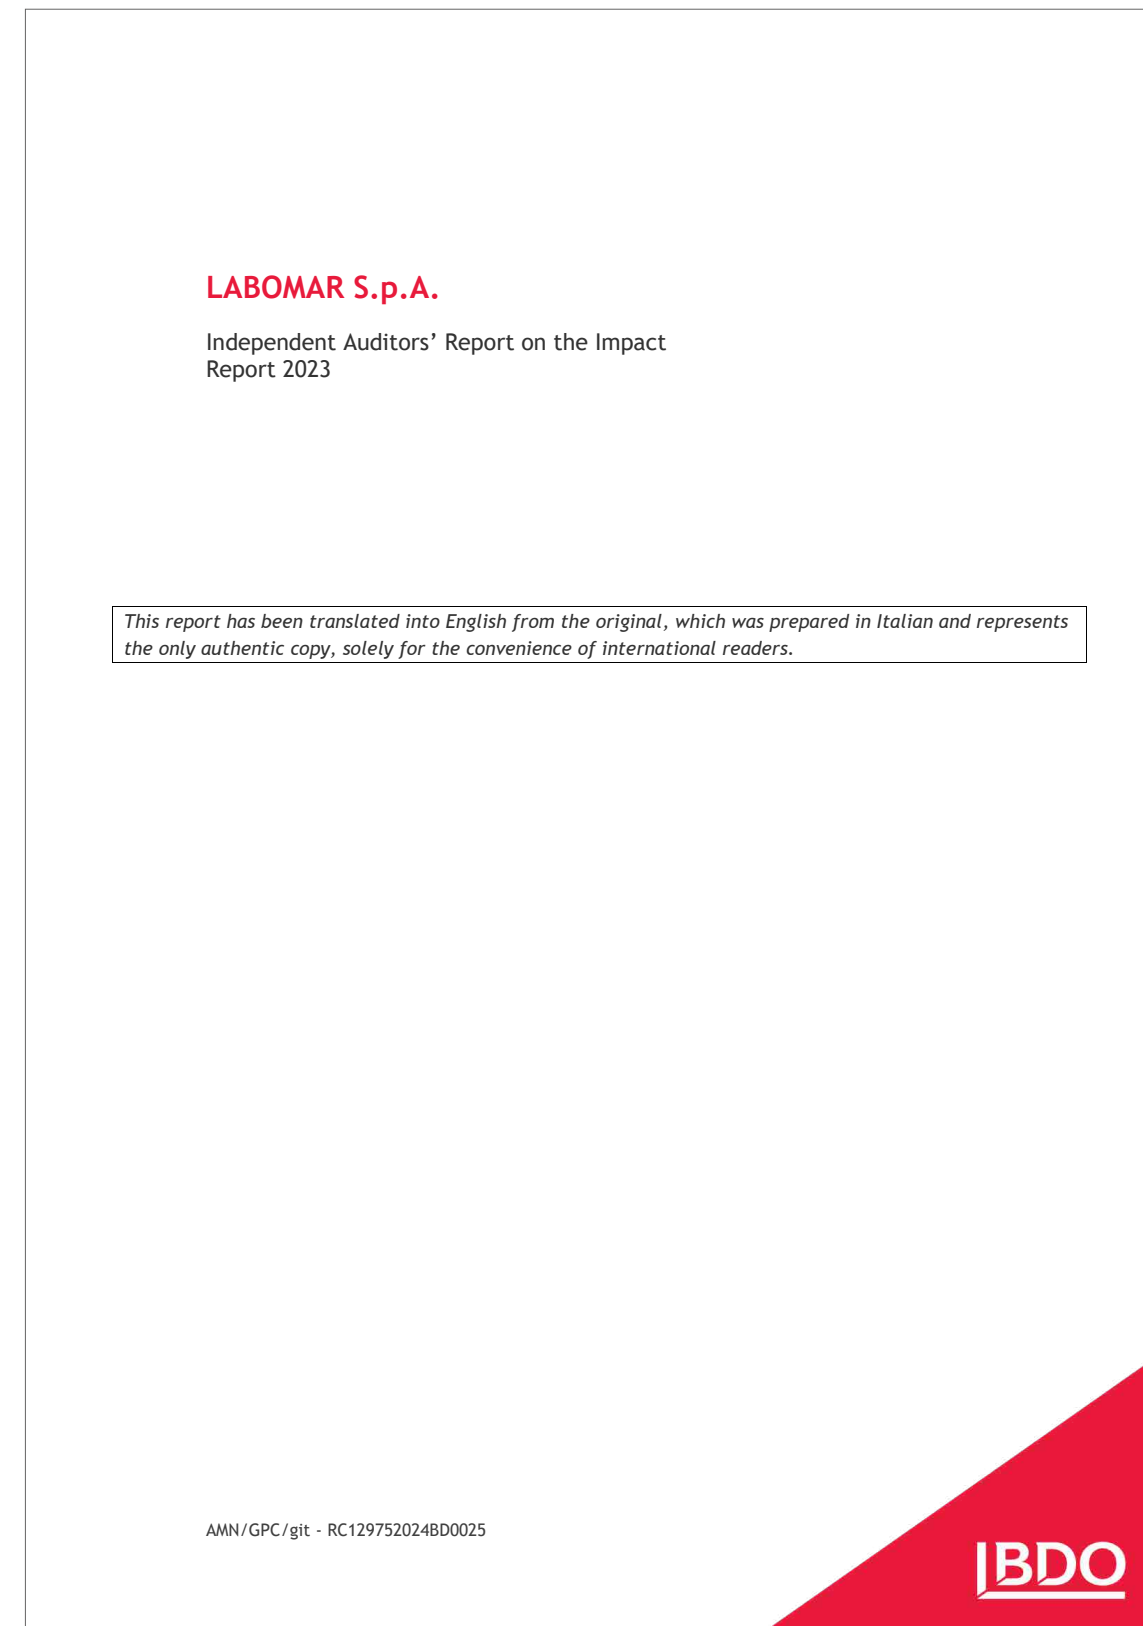 LABOMAR S.p.A.
Independent Auditors’ Report on the Impact
Report 2023
This report has been translated into English from the original, which was prepared in Italian and represents
the only authentic copy, solely for the convenience of international readers.
AMN/GPC/git - RC129752024BD0025
BDO